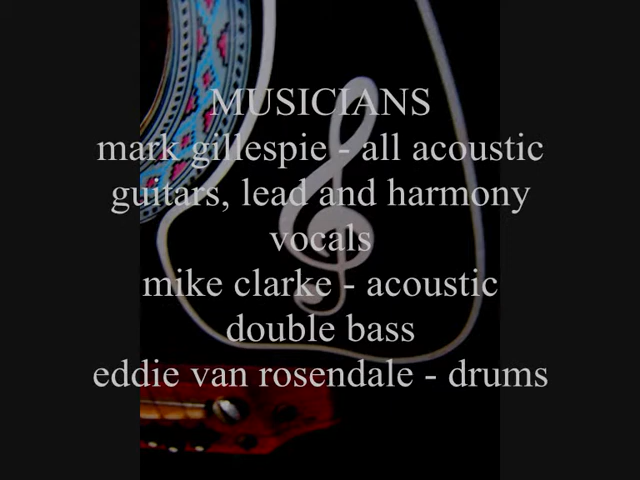 MUSICIANS
mark gillespie - all acoustic
guitars, lead and harmony
vocals
mike clarke - acoustic
double bass
eddie van rosendale - drums